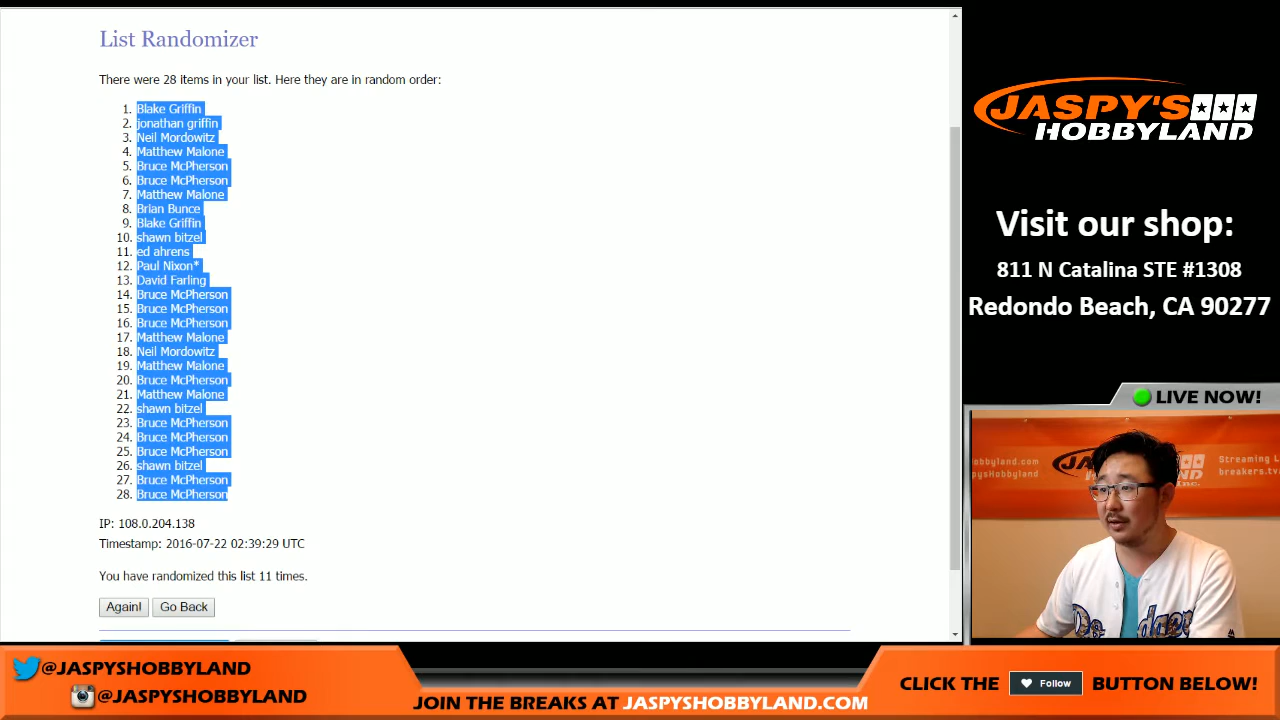 List Randomizer
There were 28 items in your list. Here they are in random order:
1. Blake Griffin
2. jonathan griffin
3. Neil Mordowitz
4. Matthew Malone
5. Bruce McPherson
6. Bruce McPherson
7. Matthew Malone
8. Brian Bunce
9. Blake Griffin
10. shawn bitzel
11. ed ahrens
12. Paul Nixon*
13. David Farling
14. Bruce McPherson
15. Bruce McPherson
16. Bruce McPherson
17. Matthew Malone
18. Neil Mordowitz
19. Matthew Malone
20. Bruce McPherson
21. Matthew Malone
22. shawn bitzel
23. Bruce McPherson
24. Bruce McPherson
25. Bruce McPherson
26. shawn bitzel
27. Bruce McPherson
28. Bruce McPherson
IP: 108.0.204.138
Timestamp: 2016-07-22 02:39:29 UTC
You have randomized this list 11 times.
Again! Go Back
JASPY'S
HOBBYLAND
Visit our shop:
811 N Catalina STE #1308
Redondo Beach, CA 90277
LIVE NOW!
Streaming
breakers.tv
@JASPYSHOBBYLAND
@JASPYSHOBBYLAND
JOIN THE BREAKS AT JASPYSHOBBYLAND.COM
CLICK THE Follow BUTTON BELOW!